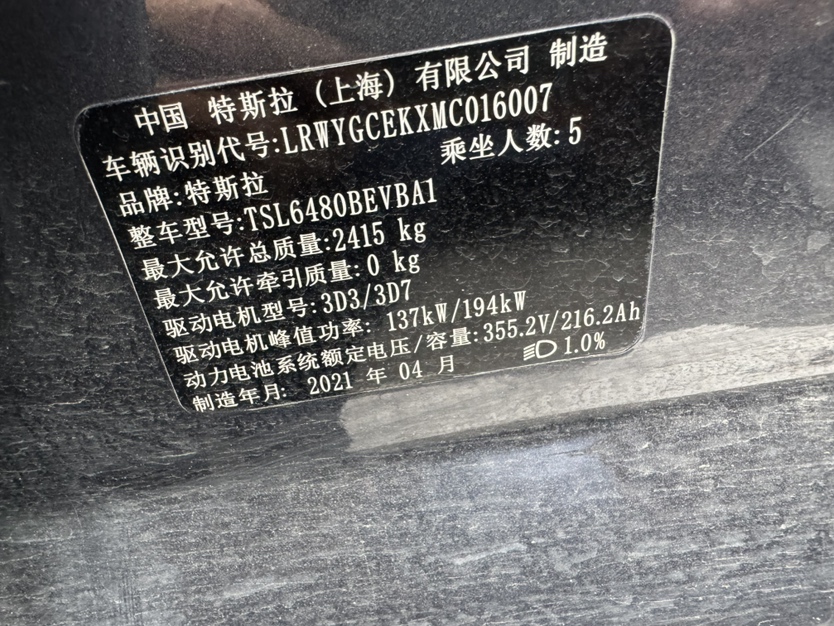 中国 特斯拉(上海)有限公司 制造
车辆识别代号:LRWYGCEKXMC016007
品牌:特斯拉 乘坐人数:5
整车型号:TSL6480BEVBA1
最大允许总质量:2415 kg
最大允许牵引质量:0 kg
驱动电机型号:3D3/3D7
驱动电机峰值功率: 137kW/194kW
动力电池系统额定电压/容量:355.2V/216.2Ah
制造年月: 2021 年 04 月 1.0%